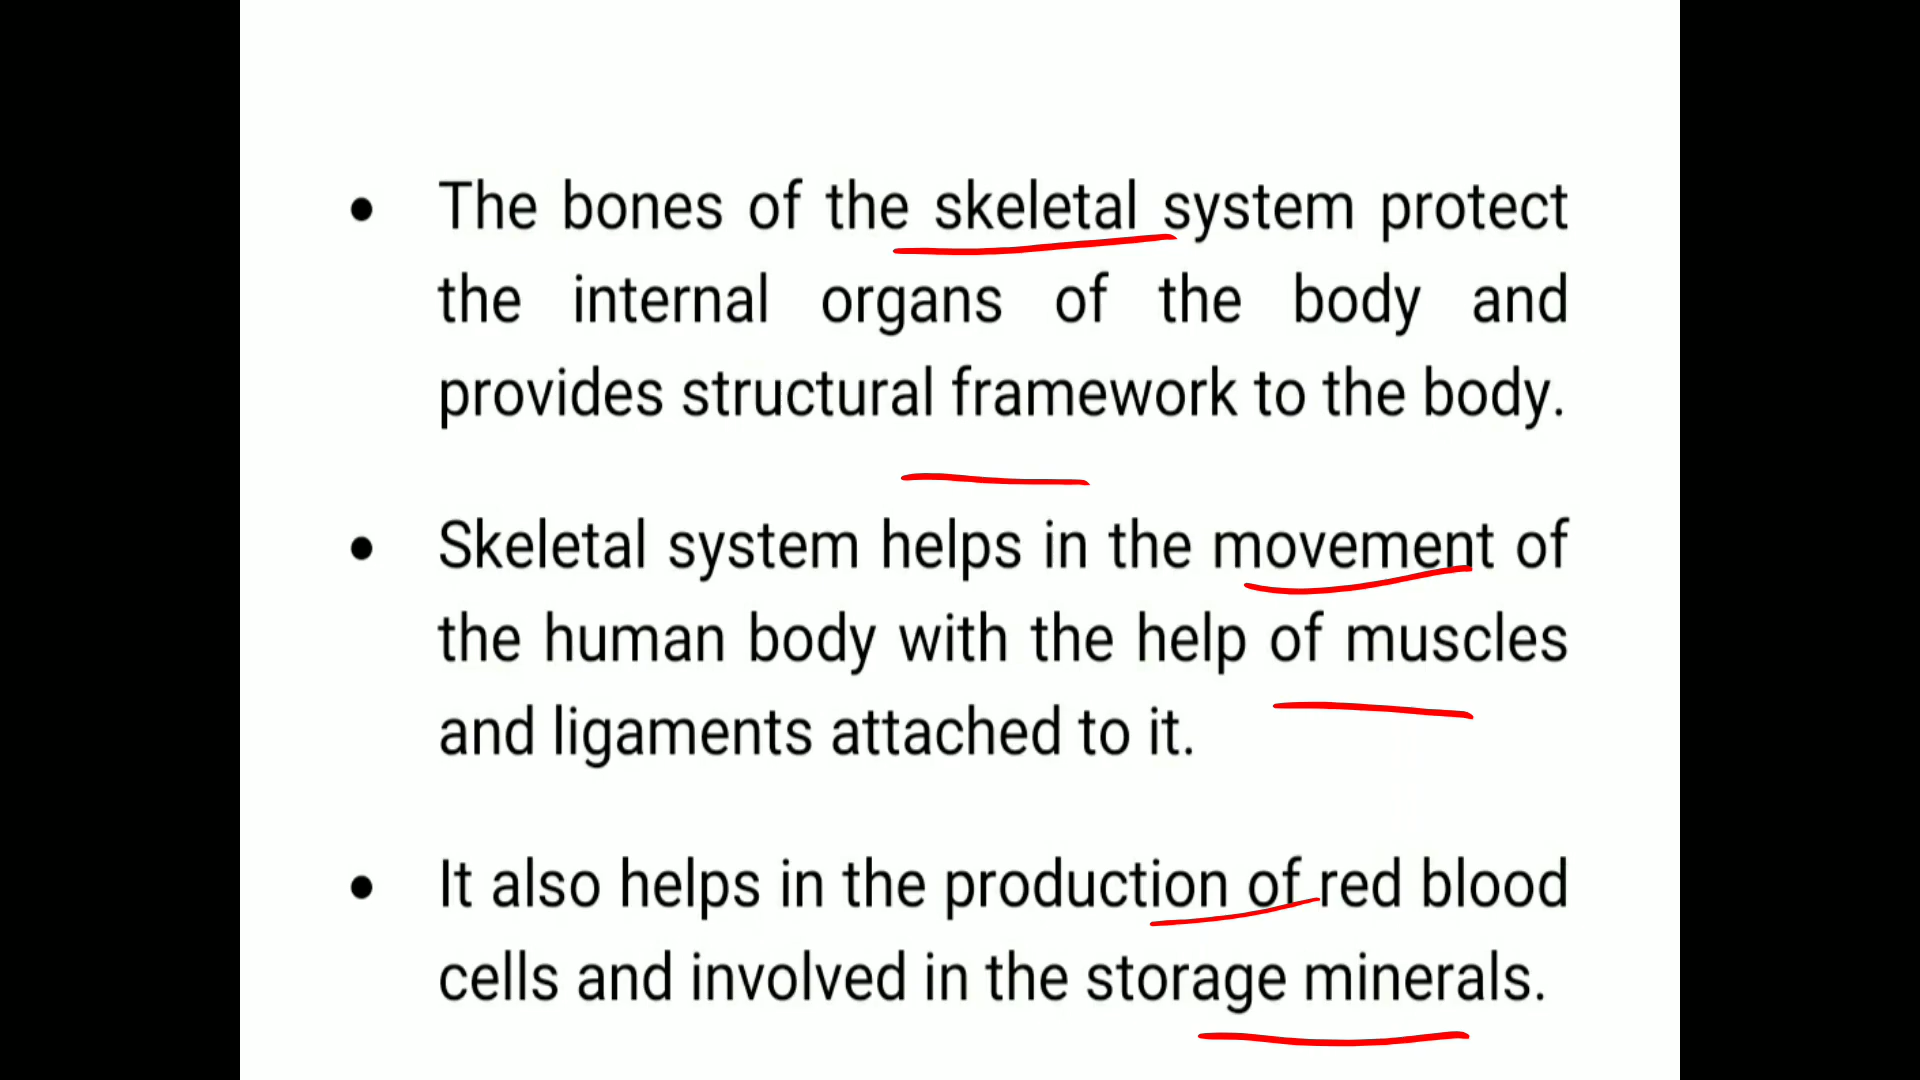 • The bones of the skeletal system protect
the internal organs of the body and
provides structural framework to the body.
• Skeletal system helps in the movement of
the human body with the help of muscles
and ligaments attached to it.
• It also helps in the production of red blood
cells and involved in the storage minerals.